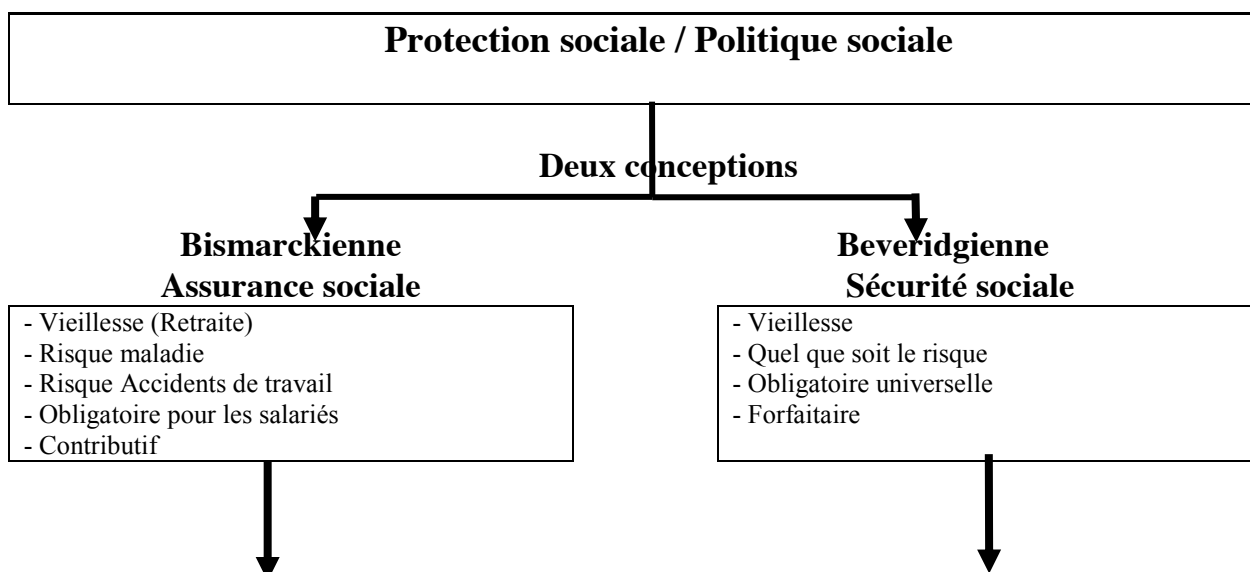 Protection sociale / Politique sociale
Deux conceptions
Bismarckienne
Assurance sociale
- Vieillesse (Retraite)
- Risque maladie
- Risque Accidents de travail
- Obligatoire pour les salariés
- Contributif
Beveridgienne
Sécurité sociale
- Vieillesse
- Quel que soit le risque
- Obligatoire universelle
- Forfaitaire